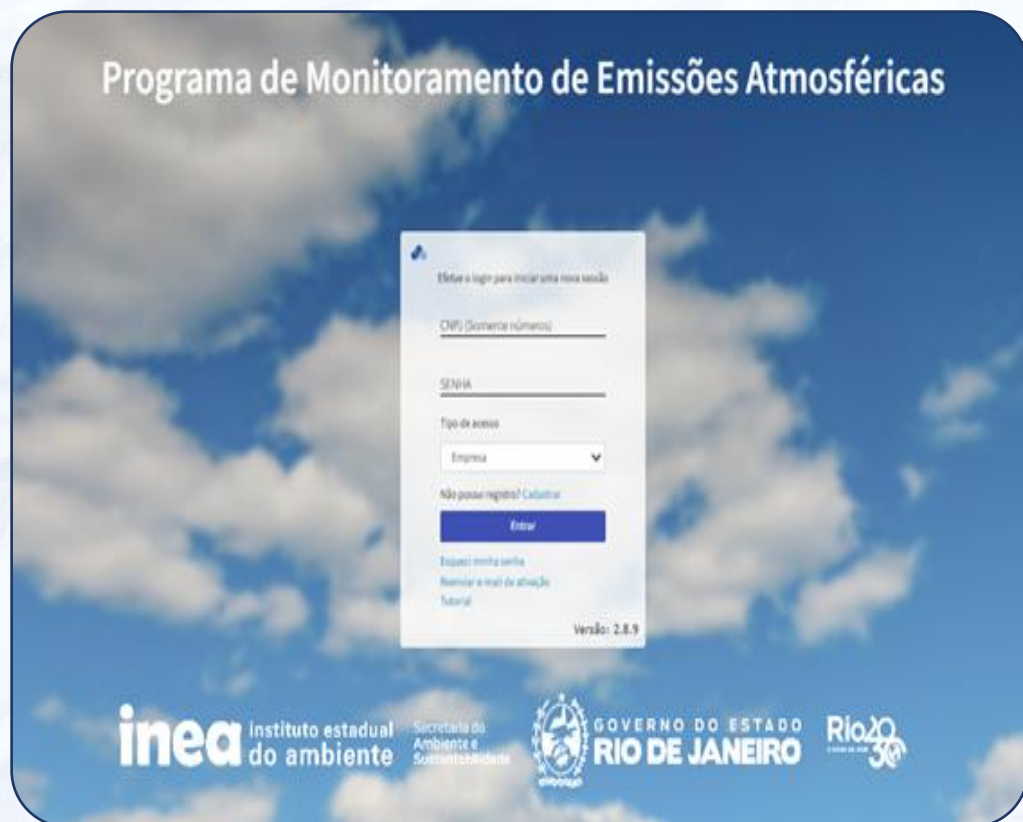 Programa de Monitoramento de Emissões Atmosféricas
Efetue o login para iniciar uma nova sessão
CNPJ (Somente números)
SENHA
Tipo de acesso
Empresa
Não possui registro? Cadastrar
Entrar
Esqueci minha senha
Reenviar e-mail de ativação
Tutorial
Versão: 2.8.9
inea instituto estadual do ambiente
Secretaria do Ambiente e Sustentabilidade
GOVERNO DO ESTADO
RIO DE JANEIRO
Rio2030